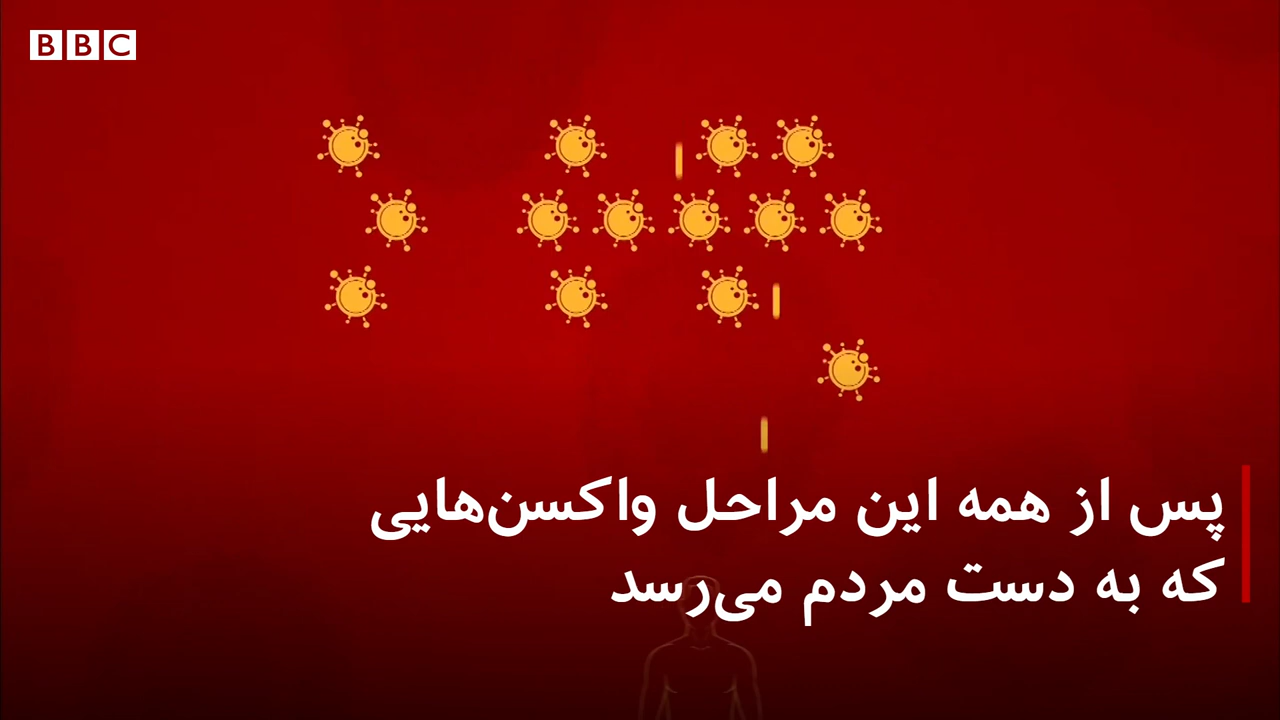 BBC
پس از همه این مراحل واکسن‌هایی
که به دست مردم می‌رسد